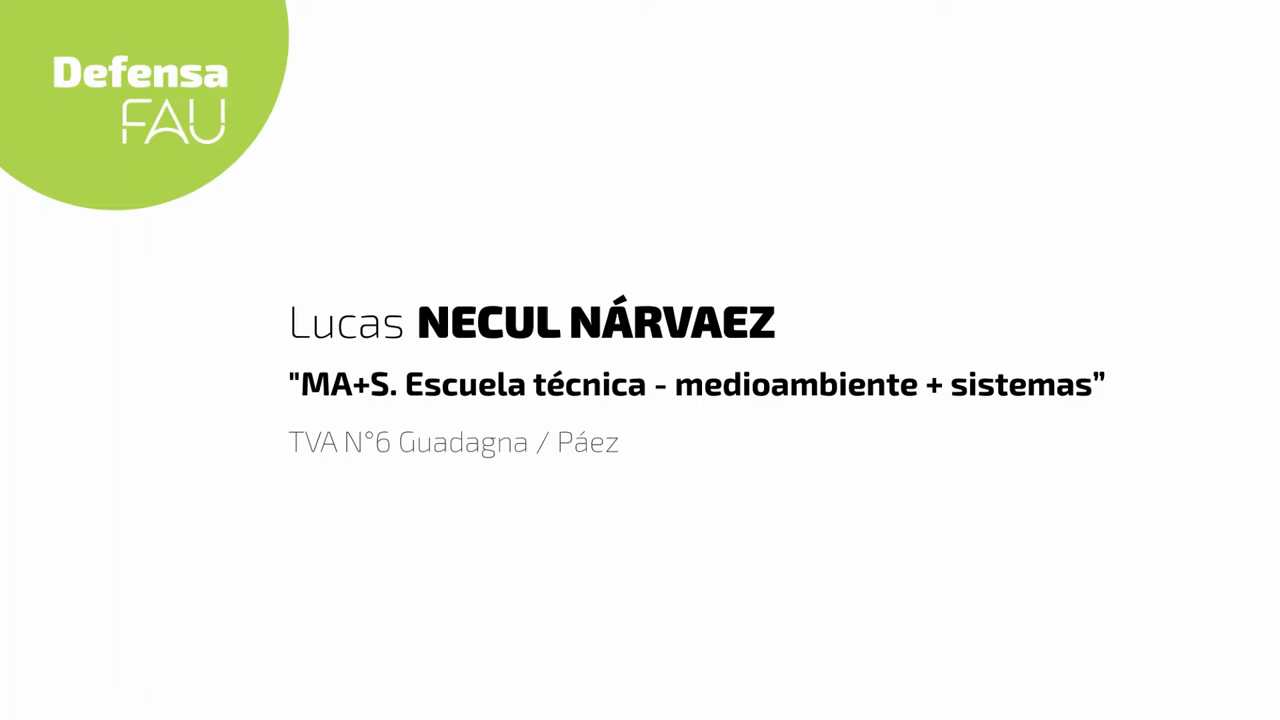 Defensa
FAU
Lucas NECUL NÁRVAEZ
"MA+S. Escuela técnica - medioambiente + sistemas”
TVA N°6 Guadagna / Páez